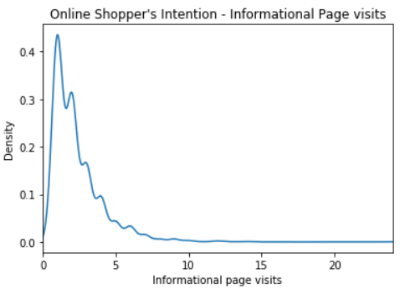 Online Shopper's Intention - Informational Page visits
0.4
0.3
0.2
0.1
0.0
Density
0 5 10 15 20
Informational page visits